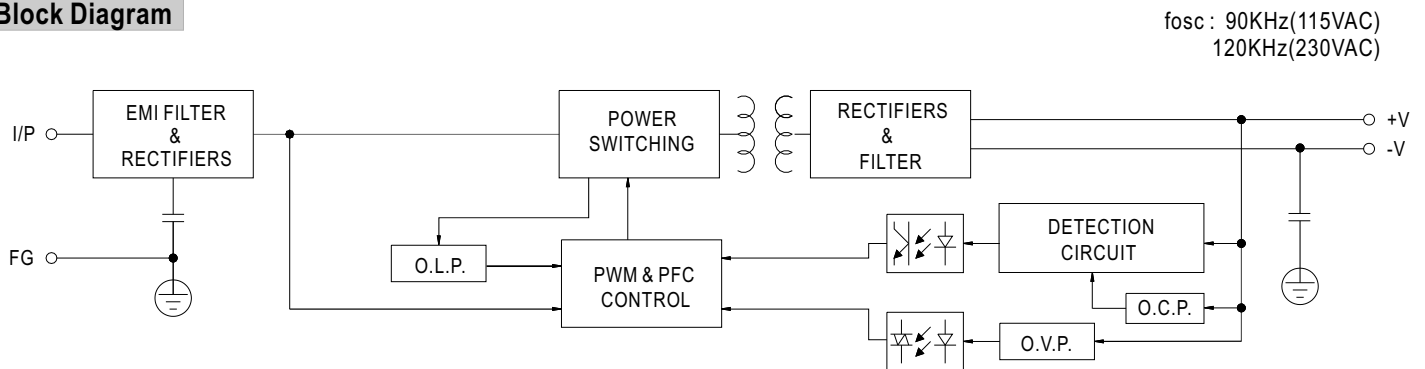 Block Diagram
fosc : 90KHz(115VAC)
120KHz(230VAC)
I/P
EMI FILTER
&
RECTIFIERS
POWER
SWITCHING
RECTIFIERS
&
FILTER
+V
-V
FG
O.L.P.
PWM & PFC
CONTROL
DETECTION
CIRCUIT
O.C.P.
O.V.P.